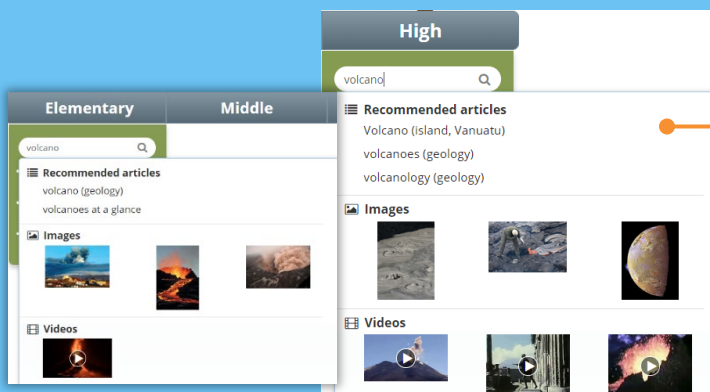 Elementary
Middle
volcano
Recommended articles
volcano (geology)
volcanoes at a glance
Images
Videos
High
volcano
Recommended articles
Volcano (island, Vanuatu)
volcanoes (geology)
volcanology (geology)
Images
Videos